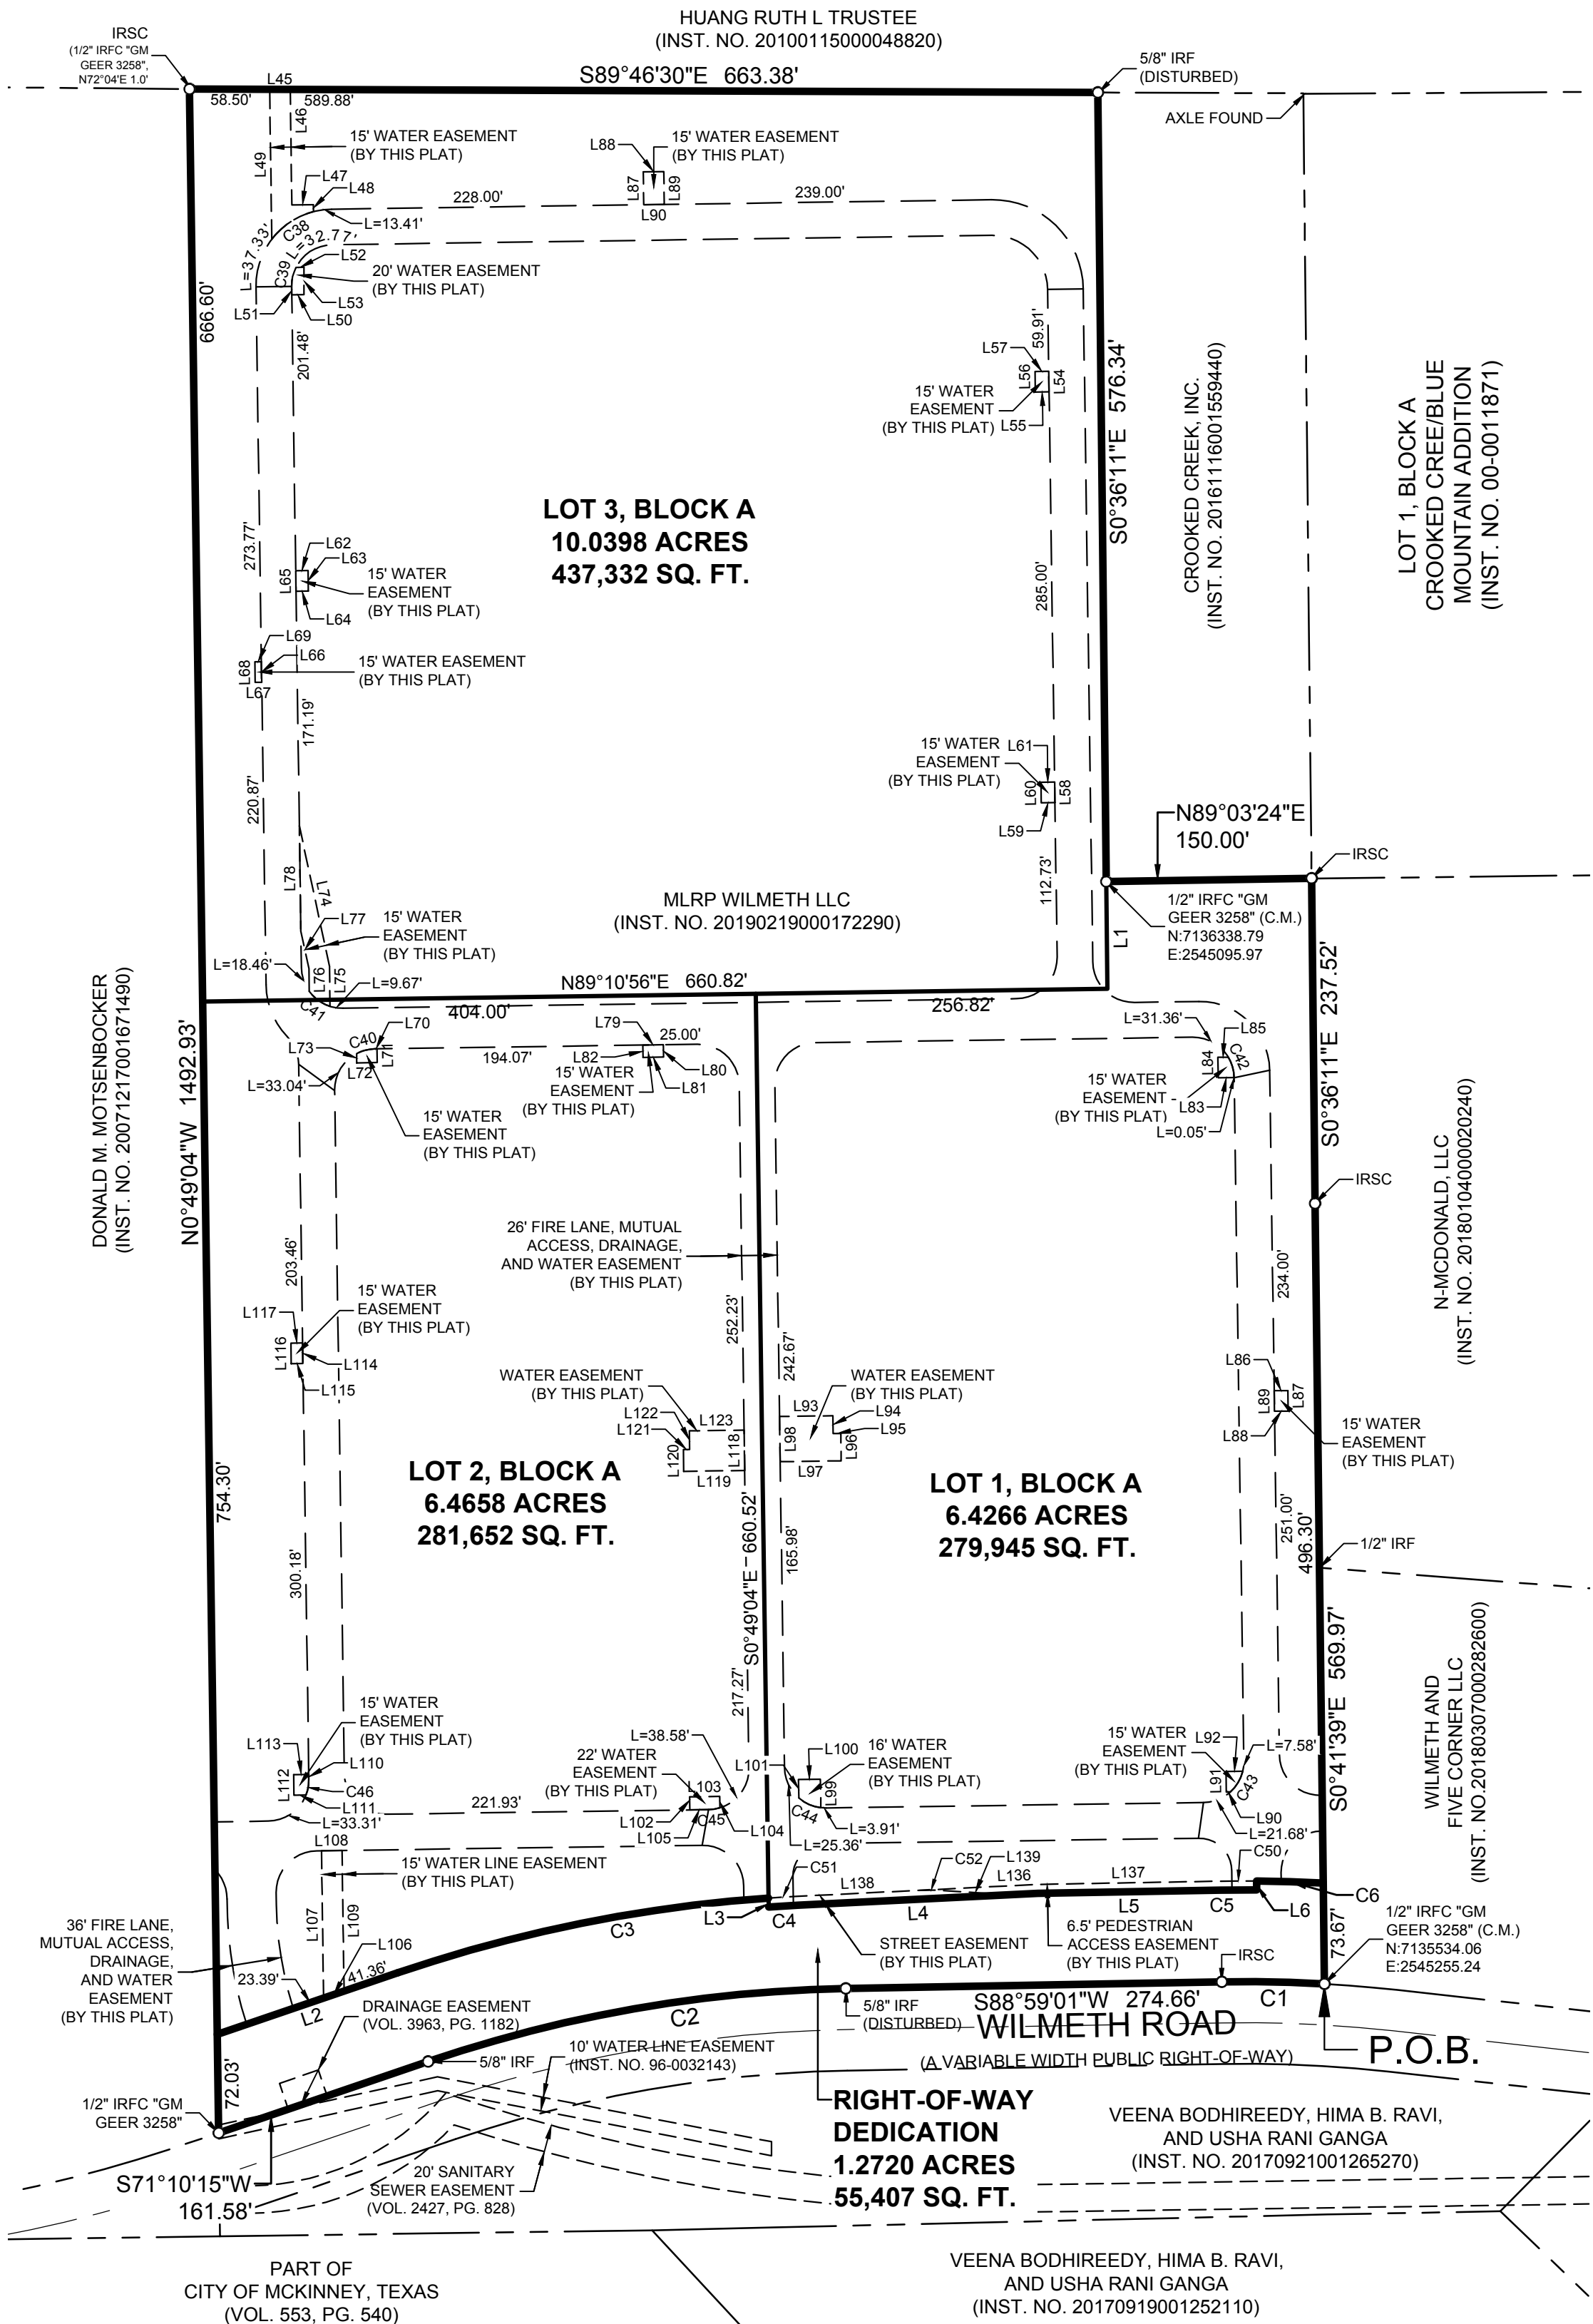 HUANG RUTH L TRUSTEE
(INST. NO. 20100115000048820)
IRSC
(1/2" IRFC "GM
GEER 3258",
N72°04'E 1.0'
S89°46'30"E 663.38'
5/8" IRF
(DISTURBED)
AXLE FOUND
L45
58.50'
589.88'
L46
L49
15' WATER EASEMENT
(BY THIS PLAT)
L88
15' WATER EASEMENT
(BY THIS PLAT)
L87
L89
L90
L47
L48
228.00'
239.00'
L=13.41'
C38
L=37.33'
L=32.77'
C39
L52
20' WATER EASEMENT
(BY THIS PLAT)
L53
L50
L51
666.60'
201.48'
59.91'
L57
L56
L54
15' WATER
EASEMENT
(BY THIS PLAT)
L55
S0°36'11"E 576.34'
CROOKED CREEK, INC.
(INST. NO. 20161116001559440)
LOT 1, BLOCK A
CROOKED CREE/BLUE
MOUNTAIN ADDITION
(INST. NO. 00-0011871)
LOT 3, BLOCK A
10.0398 ACRES
437,332 SQ. FT.
273.77'
L62
L63
L65
15' WATER
EASEMENT
(BY THIS PLAT)
L64
285.00'
L69
L66
L68
L67
15' WATER EASEMENT
(BY THIS PLAT)
171.19'
220.87'
15' WATER
EASEMENT
(BY THIS PLAT)
L61
L60
L58
L59
N89°03'24"E
150.00'
IRSC
1/2" IRFC "GM
GEER 3258" (C.M.)
N:7136338.79
E:2545095.97
L78
L74
L77
15' WATER
EASEMENT
(BY THIS PLAT)
MLRP WILMETH LLC
(INST. NO. 20190219000172290)
112.73'
L1
L=18.46'
L76
L75
L=9.67'
C41
N89°10'56"E 660.82'
404.00'
256.82'
DONALD M. MOTSENBOCKER
(INST. NO. 20071217001671490)
N0°49'04"W 1492.93'
S0°36'11"E 237.52'
L70
C40
L73
L71
L72
L=33.04'
194.07'
L79
25.00'
L82
L80
L81
15' WATER
EASEMENT
(BY THIS PLAT)
15' WATER
EASEMENT
(BY THIS PLAT)
L=31.36'
L85
L84
C42
15' WATER
EASEMENT
(BY THIS PLAT)
L83
L=0.05'
N-MCDONALD, LLC
(INST. NO. 20180104000020240)
IRSC
26' FIRE LANE, MUTUAL
ACCESS, DRAINAGE,
AND WATER EASEMENT
(BY THIS PLAT)
203.46'
252.23'
242.67'
234.00'
L117
L116
15' WATER
EASEMENT
(BY THIS PLAT)
L114
L115
WATER EASEMENT
(BY THIS PLAT)
L122
L123
L121
L120
L118
L119
WATER EASEMENT
(BY THIS PLAT)
L93
L94
L95
L98
L96
L97
L86
L89
L87
L88
15' WATER
EASEMENT
(BY THIS PLAT)
LOT 2, BLOCK A
6.4658 ACRES
281,652 SQ. FT.
LOT 1, BLOCK A
6.4266 ACRES
279,945 SQ. FT.
754.30'
300.18'
S0°49'04"E 660.52'
165.98'
251.00'
496.30'
1/2" IRF
S0°41'39"E 569.97'
WILMETH AND
FIVE CORNER LLC
(INST. NO.20180307000282600)
217.27'
15' WATER
EASEMENT
(BY THIS PLAT)
L113
L110
L112
C46
L111
L=33.31'
221.93'
L=38.58'
22' WATER
EASEMENT
(BY THIS PLAT)
L103
L102
C45
L104
L105
L101
L100
16' WATER
EASEMENT
(BY THIS PLAT)
L99
C44
L=3.91'
L=25.36'
15' WATER
EASEMENT
(BY THIS PLAT)
L92
L=7.58'
L91
C43
L90
L=21.68'
L108
15' WATER LINE EASEMENT
(BY THIS PLAT)
L107
L109
L106
C51
C52
L139
L138
L136
L137
C50
36' FIRE LANE,
MUTUAL ACCESS,
DRAINAGE,
AND WATER
EASEMENT
(BY THIS PLAT)
C3
L3
C4
L4
L5
C5
L6
C6
73.67'
1/2" IRFC "GM
GEER 3258" (C.M.)
N:7135534.06
E:2545255.24
STREET EASEMENT
(BY THIS PLAT)
6.5' PEDESTRIAN
ACCESS EASEMENT
(BY THIS PLAT)
IRSC
23.39'
41.36'
L2
DRAINAGE EASEMENT
(VOL. 3963, PG. 1182)
C2
5/8" IRF
(DISTURBED)
S88°59'01"W 274.66'
C1
WILMETH ROAD
(A VARIABLE WIDTH PUBLIC RIGHT-OF-WAY)
P.O.B.
5/8" IRF
10' WATER LINE EASEMENT
(INST. NO. 96-0032143)
72.03'
1/2" IRFC "GM
GEER 3258"
S71°10'15"W
161.58'
20' SANITARY
SEWER EASEMENT
(VOL. 2427, PG. 828)
RIGHT-OF-WAY
DEDICATION
1.2720 ACRES
55,407 SQ. FT.
VEENA BODHIREEDY, HIMA B. RAVI,
AND USHA RANI GANGA
(INST. NO. 20170921001265270)
PART OF
CITY OF MCKINNEY, TEXAS
(VOL. 553, PG. 540)
VEENA BODHIREEDY, HIMA B. RAVI,
AND USHA RANI GANGA
(INST. NO. 20170919001252110)